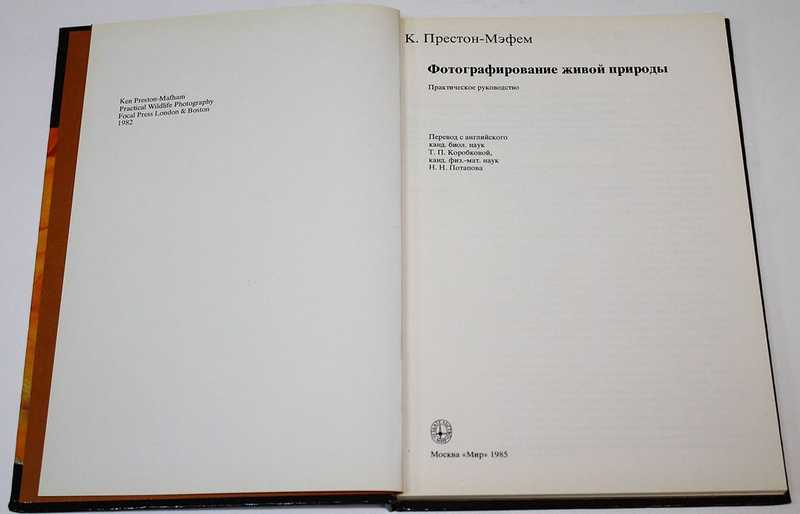 Ken Preston-Mafham
Practical Wildlife Photography
Focal Press London & Boston
1982
К. Престон-Мэфем
Фотографирование живой природы
Практическое руководство
Перевод с английского
канд. биол. наук
Т. П. Коробковой,
канд. физ.-мат. наук
Н. Н. Потапова
Москва «Мир» 1985